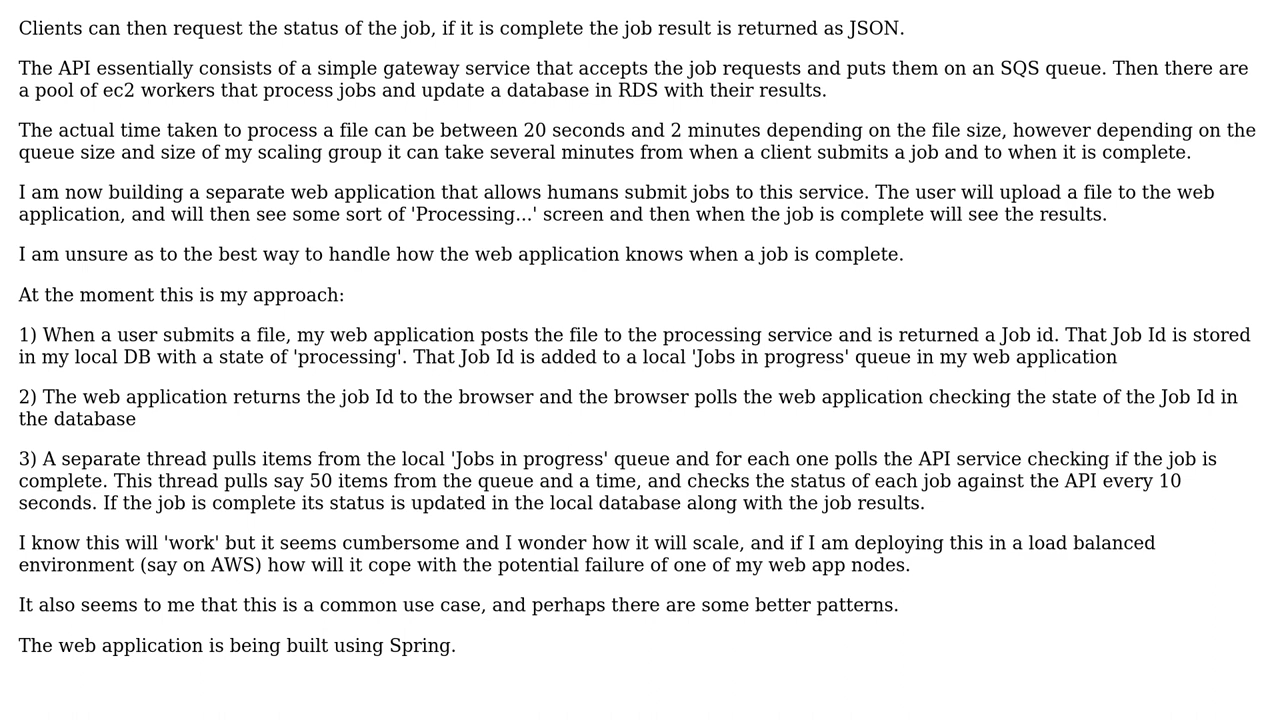 Clients can then request the status of the job, if it is complete the job result is returned as JSON.
The API essentially consists of a simple gateway service that accepts the job requests and puts them on an SQS queue. Then there are
a pool of ec2 workers that process jobs and update a database in RDS with their results.
The actual time taken to process a file can be between 20 seconds and 2 minutes depending on the file size, however depending on the
queue size and size of my scaling group it can take several minutes from when a client submits a job and to when it is complete.
I am now building a separate web application that allows humans submit jobs to this service. The user will upload a file to the web
application, and will then see some sort of 'Processing...' screen and then when the job is complete will see the results.
I am unsure as to the best way to handle how the web application knows when a job is complete.
At the moment this is my approach:
1) When a user submits a file, my web application posts the file to the processing service and is returned a Job id. That Job Id is stored
in my local DB with a state of 'processing'. That Job Id is added to a local 'Jobs in progress' queue in my web application
2) The web application returns the job Id to the browser and the browser polls the web application checking the state of the Job Id in
the database
3) A separate thread pulls items from the local 'Jobs in progress' queue and for each one polls the API service checking if the job is
complete. This thread pulls say 50 items from the queue and a time, and checks the status of each job against the API every 10
seconds. If the job is complete its status is updated in the local database along with the job results.
I know this will 'work' but it seems cumbersome and I wonder how it will scale, and if I am deploying this in a load balanced
environment (say on AWS) how will it cope with the potential failure of one of my web app nodes.
It also seems to me that this is a common use case, and perhaps there are some better patterns.
The web application is being built using Spring.